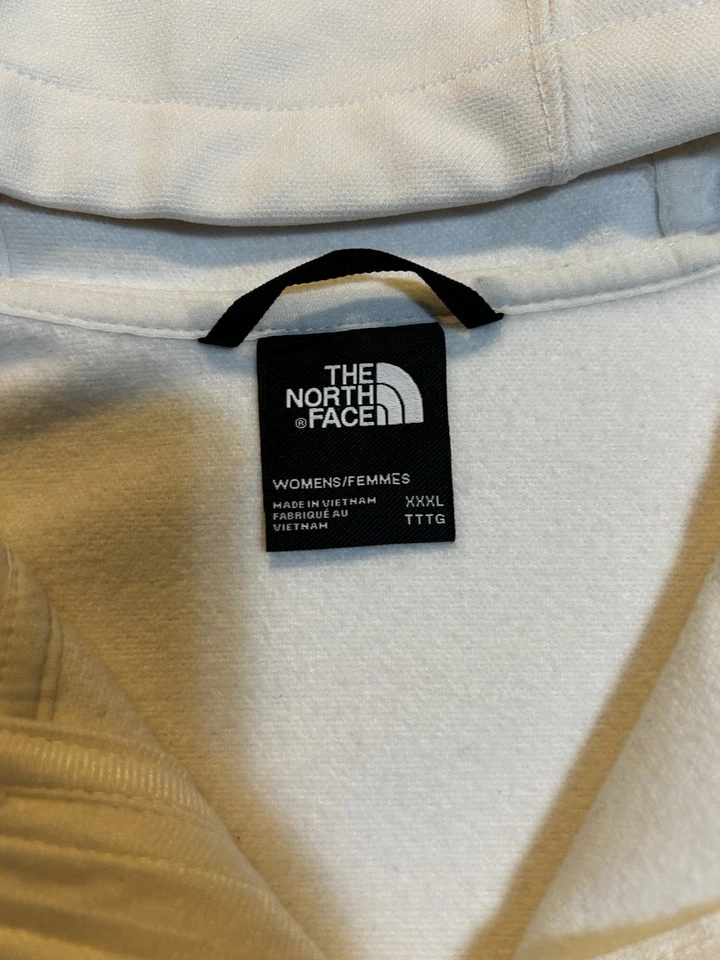 THE
NORTH
®FACE
WOMENS/FEMMES
MADE IN VIETNAM XXXL
FABRIQUÉ AU TTTG
VIETNAM